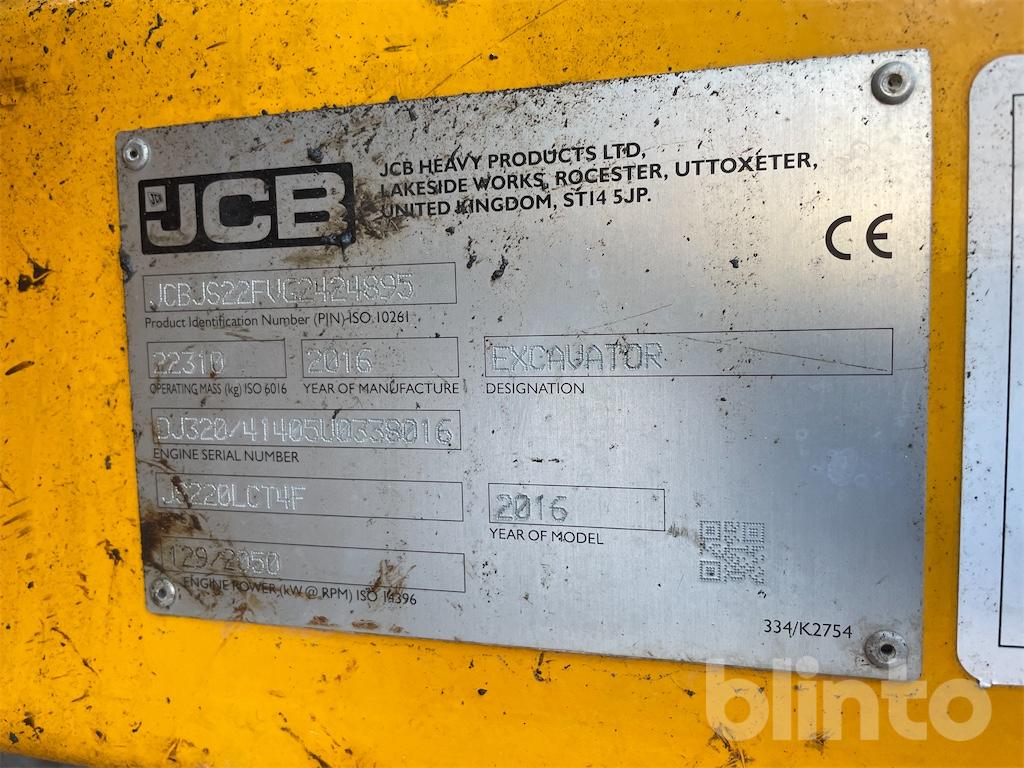 JCB
JCB HEAVY PRODUCTS LTD,
LAKESIDE WORKS, ROCESTER, UTTOXETER,
UNITED KINGDOM, ST14 5JP.
CE
JCBJS22FVG2424895
Product Identification Number (PIN) ISO 10261
22310
2016
EXCAVATOR
OPERATING MASS (kg) ISO 6016
YEAR OF MANUFACTURE
DESIGNATION
DJ320/41405U0338016
ENGINE SERIAL NUMBER
JS220LCT4F
2016
YEAR OF MODEL
129/2050
ENGINE POWER (kW @ RPM) ISO 14396
334/K2754
blinto